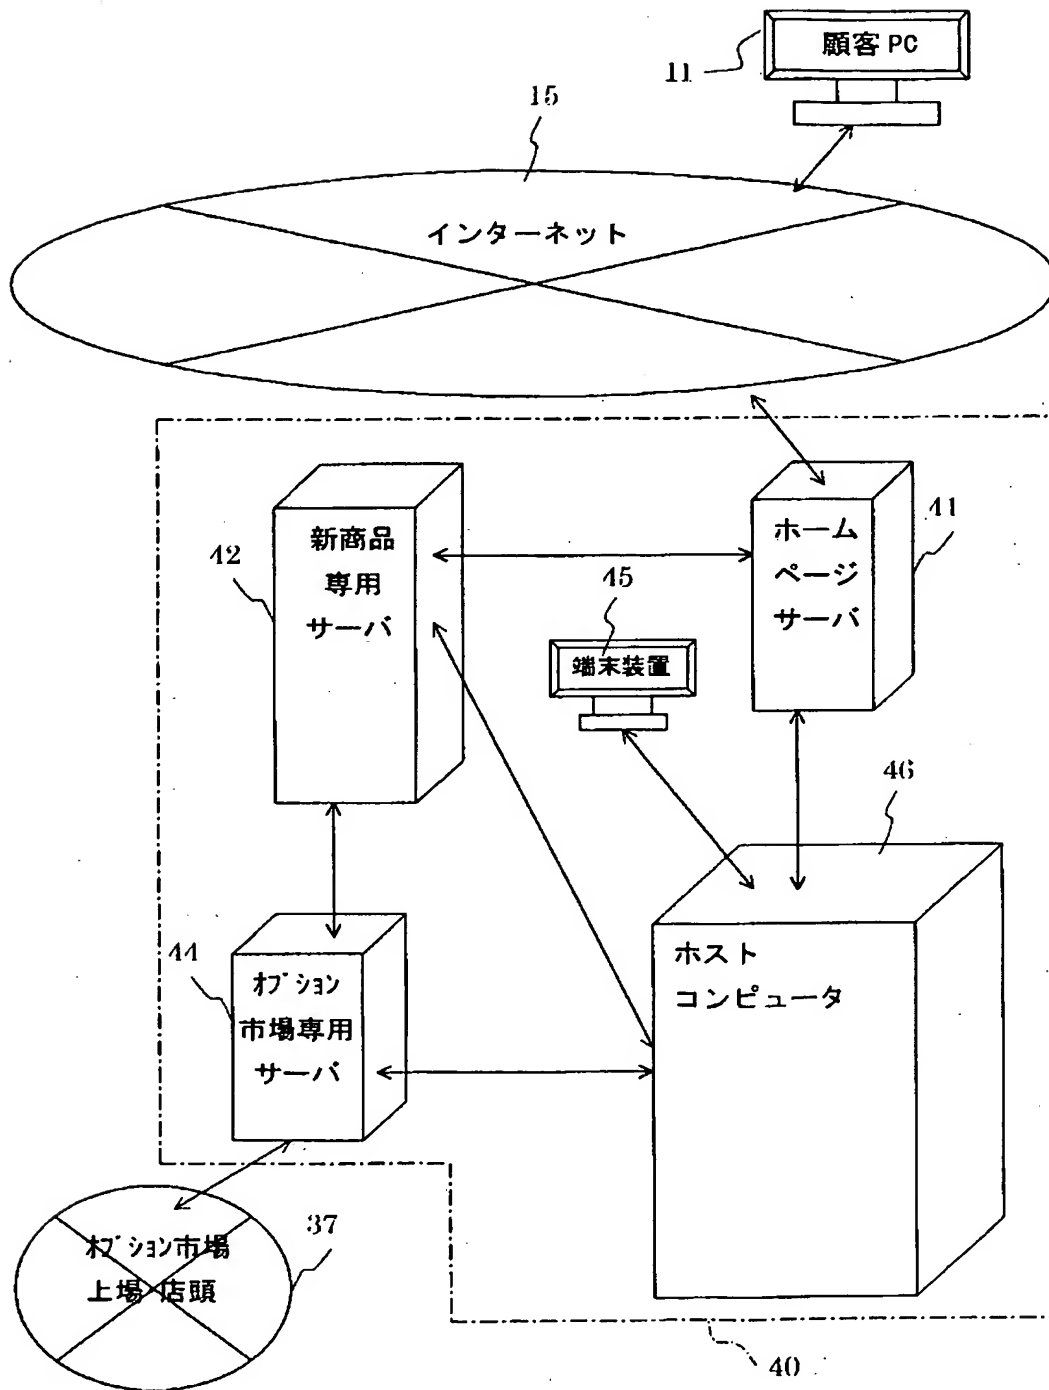 顧客PC
11
15
インターネット
新商品
専用
サーバ
42
ホーム
ページ
サーバ
41
45
端末装置
46
44
オプション
市場専用
サーバ
ホスト
コンピュータ
37
オプション市場
上場 店頭
40